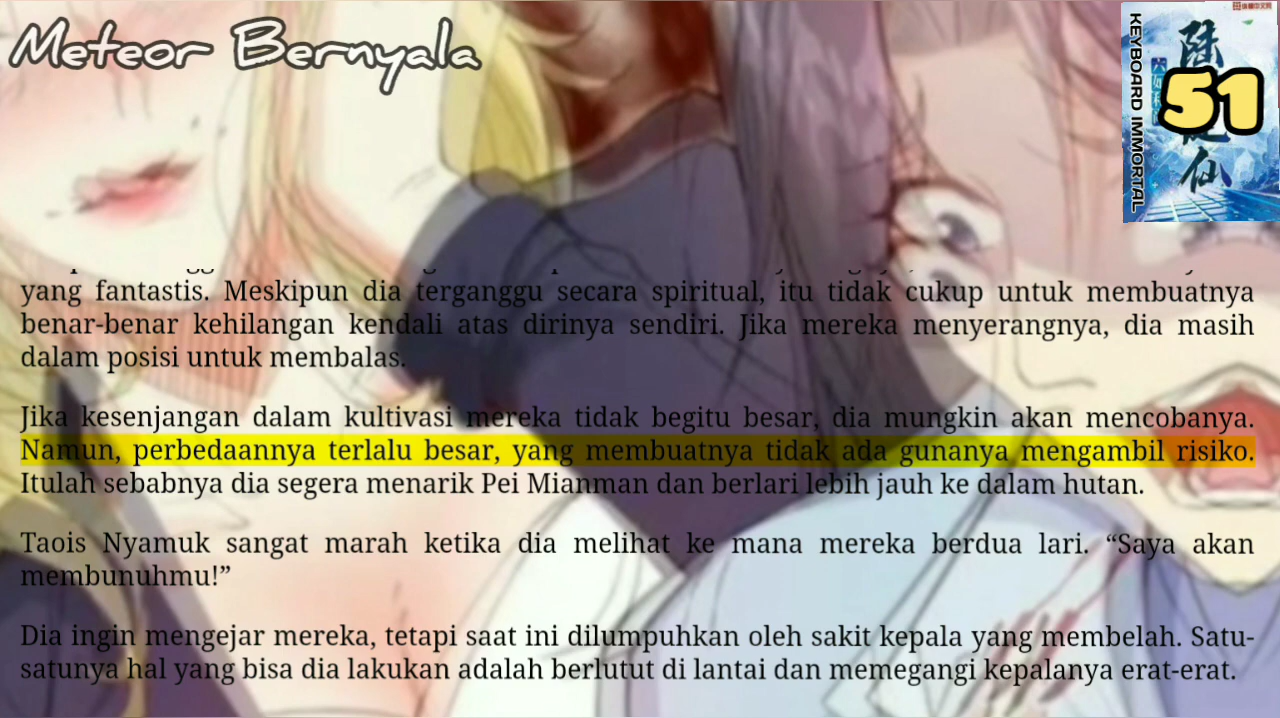 Meteor Bernyala
KEYBOARD IMMORTAL
51
yang fantastis. Meskipun dia terganggu secara spiritual, itu tidak cukup untuk membuatnya
benar-benar kehilangan kendali atas dirinya sendiri. Jika mereka menyerangnya, dia masih
dalam posisi untuk membalas.
Jika kesenjangan dalam kultivasi mereka tidak begitu besar, dia mungkin akan mencobanya.
Namun, perbedaannya terlalu besar, yang membuatnya tidak ada gunanya mengambil risiko.
Itulah sebabnya dia segera menarik Pei Mianman dan berlari lebih jauh ke dalam hutan.
Taois Nyamuk sangat marah ketika dia melihat ke mana mereka berdua lari. “Saya akan
membunuhmu!”
Dia ingin mengejar mereka, tetapi saat ini dilumpuhkan oleh sakit kepala yang membelah. Satu-
satunya hal yang bisa dia lakukan adalah berlutut di lantai dan memegangi kepalanya erat-erat.